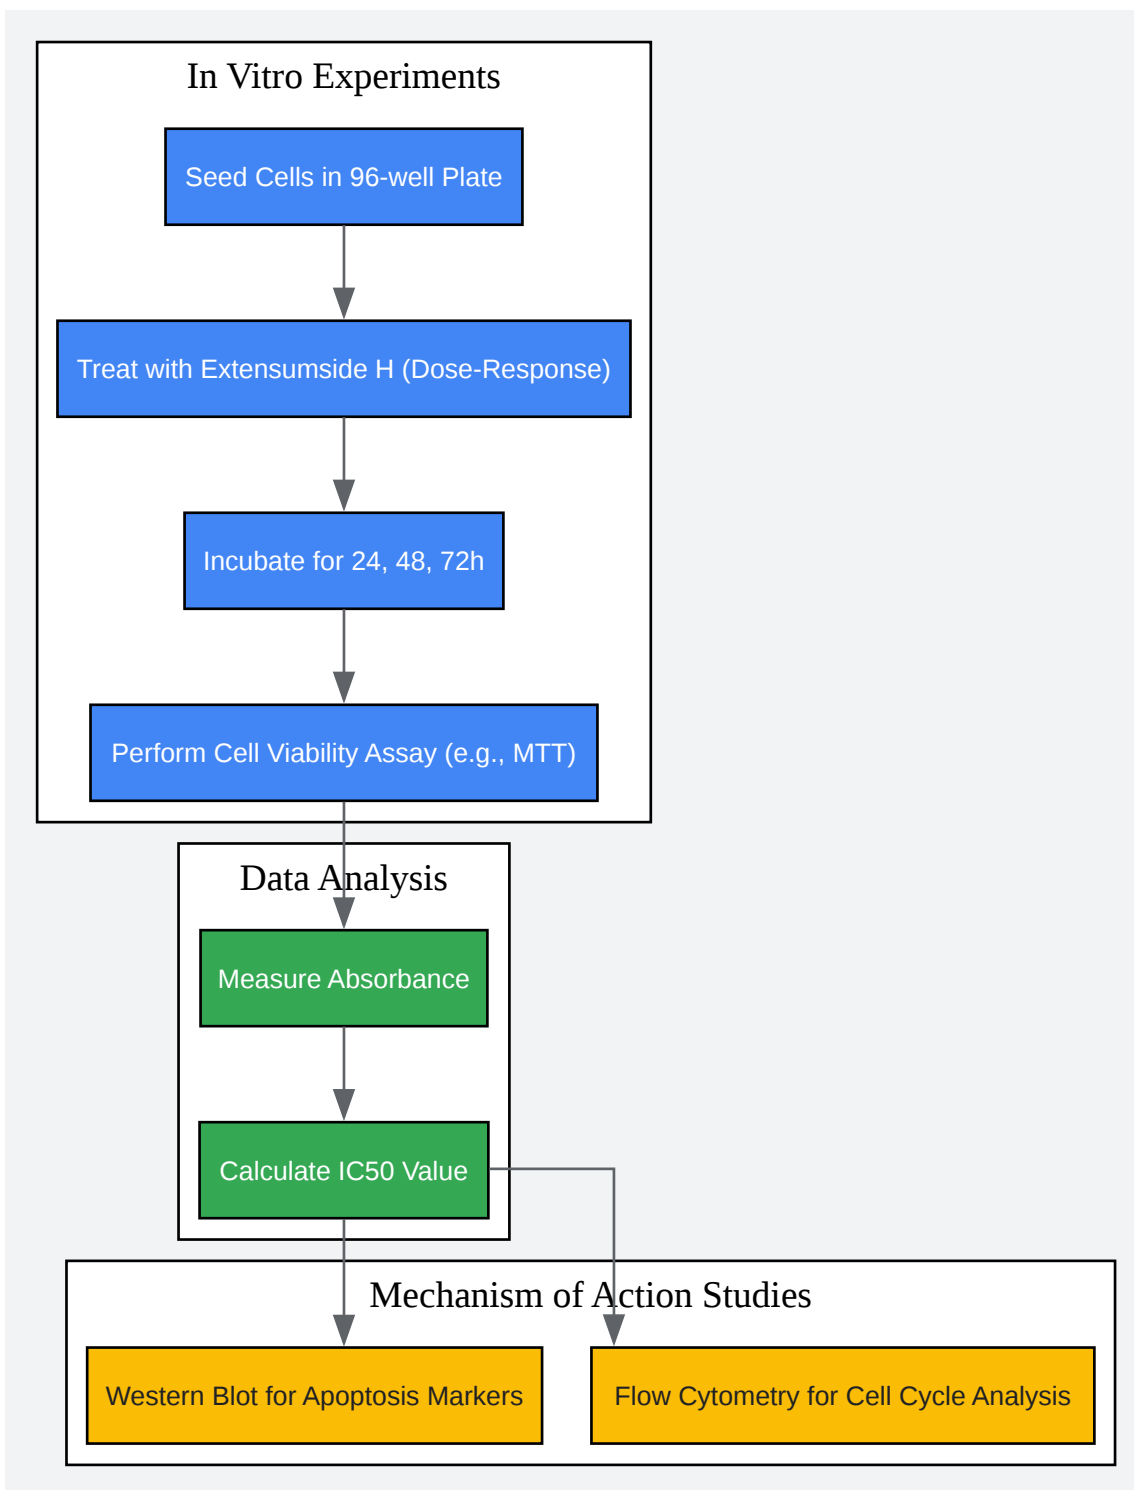 In Vitro Experiments
Seed Cells in 96-well Plate
Treat with Extensumside H (Dose-Response)
Incubate for 24, 48, 72h
Perform Cell Viability Assay (e.g., MTT)
Data Analysis
Measure Absorbance
Calculate IC50 Value
Mechanism of Action Studies
Western Blot for Apoptosis Markers
Flow Cytometry for Cell Cycle Analysis